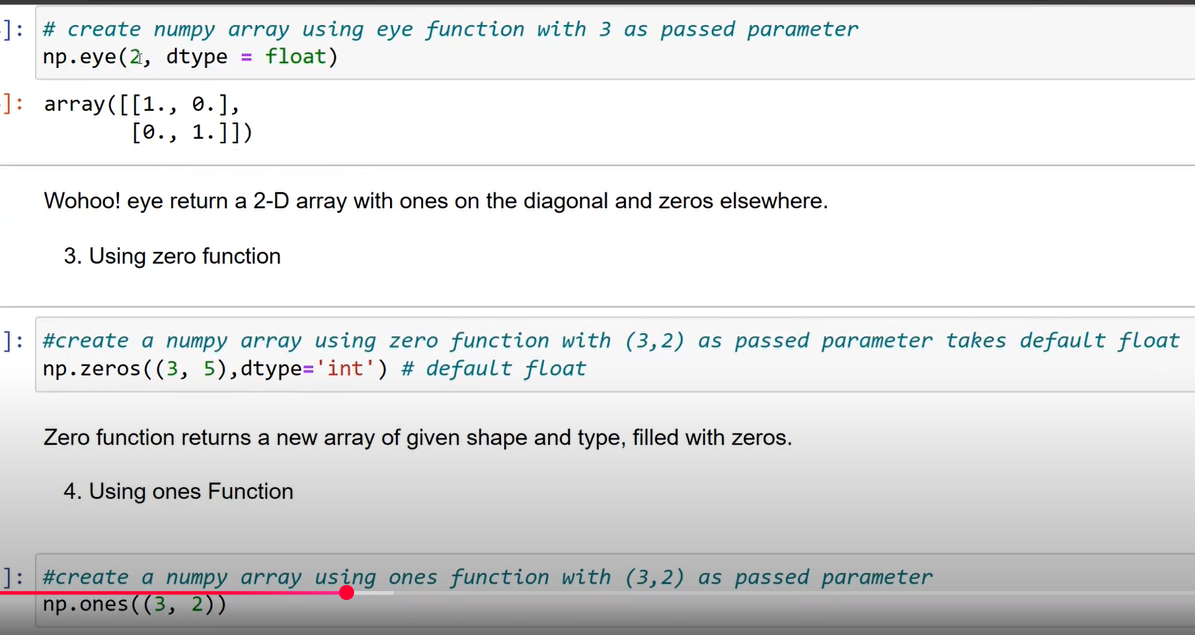 ]: # create numpy array using eye function with 3 as passed parameter
np.eye(2, dtype = float)
]: array([[1., 0.],
[0., 1.]])
Wohoo! eye return a 2-D array with ones on the diagonal and zeros elsewhere.
3. Using zero function
]: #create a numpy array using zero function with (3,2) as passed parameter takes default float
np.zeros((3, 5),dtype='int') # default float
Zero function returns a new array of given shape and type, filled with zeros.
4. Using ones Function
]: #create a numpy array using ones function with (3,2) as passed parameter
np.ones((3, 2))